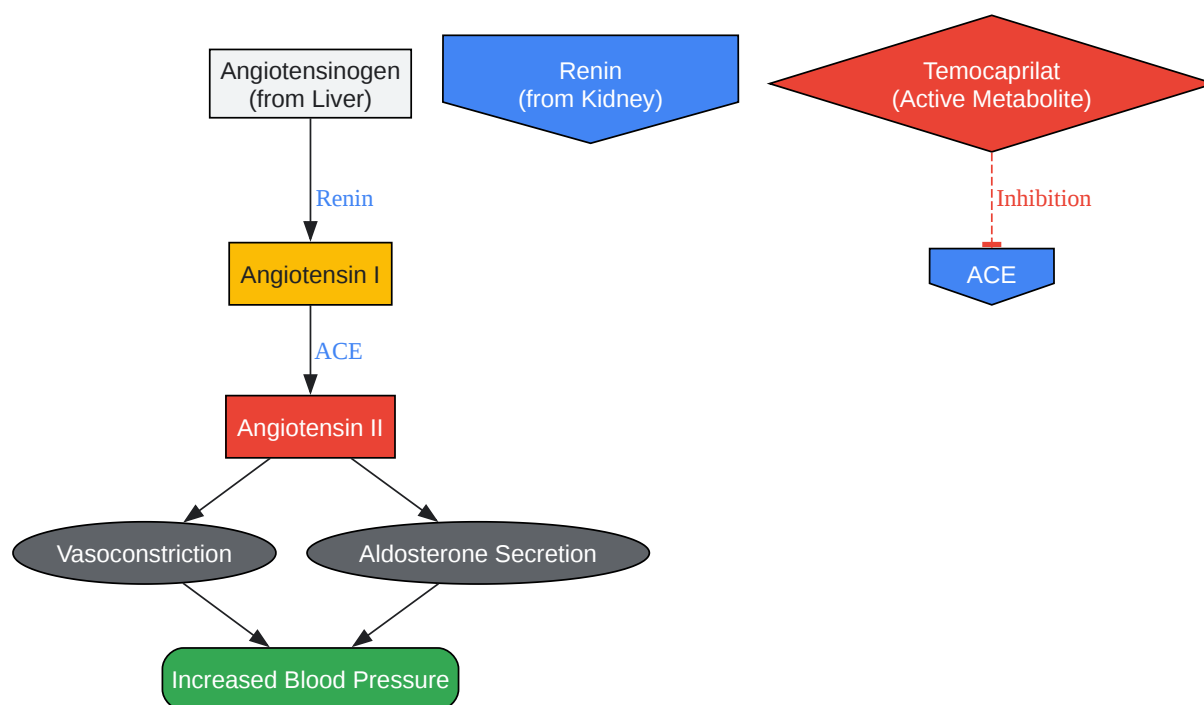 Angiotensinogen
(from Liver)
Renin
(from Kidney)
Temocaprilat
(Active Metabolite)
Renin
Inhibition
Angiotensin I
ACE
ACE
Angiotensin II
Vasoconstriction
Aldosterone Secretion
Increased Blood Pressure